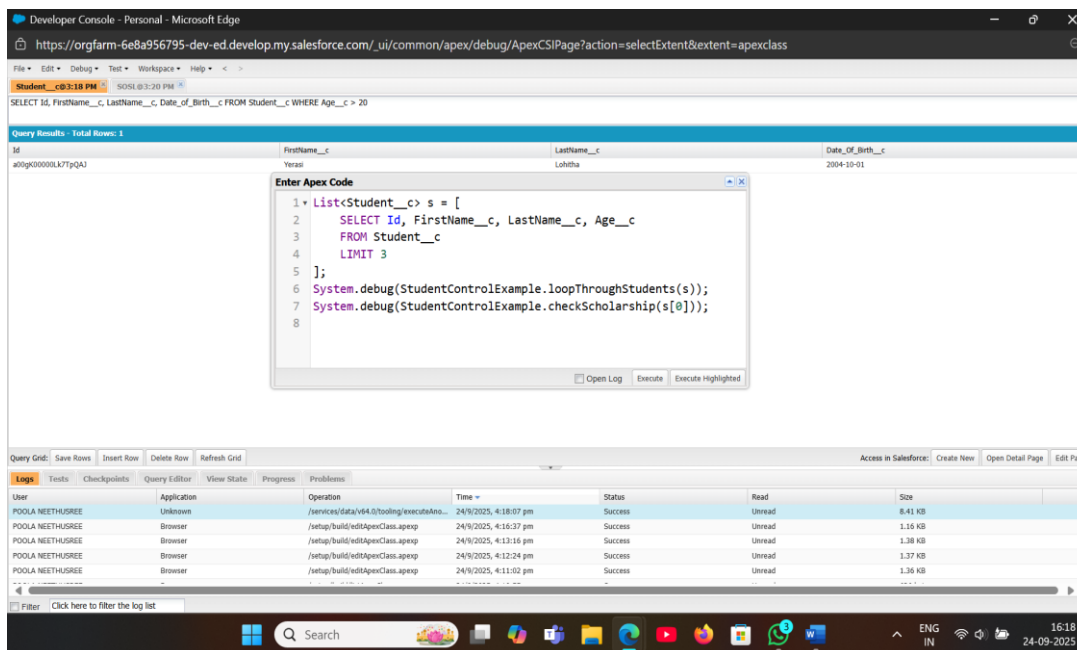 Developer Console - Personal - Microsoft Edge
https://orgfarm-6e8a956795-dev-ed.develop.my.salesforce.com/_ui/common/apex/debug/ApexCSIPage?action=selectExtent&extent=apexclass
File Edit Debug Test Workspace Help < >
Student__c@3:18 PM SOSL@3:20 PM
SELECT Id, FirstName__c, LastName__c, Date_of_Birth__c FROM Student__c WHERE Age__c > 20
Query Results - Total Rows: 1
Id FirstName__c LastName__c Date_Of_Birth__c
a00gK00000Lk7TpQAJ Yerasi Lohitha 2004-10-01
Enter Apex Code
1 List<Student__c> s = [
2 SELECT Id, FirstName__c, LastName__c, Age__c
3 FROM Student__c
4 LIMIT 3
5 ];
6 System.debug(StudentControlExample.loopThroughStudents(s));
7 System.debug(StudentControlExample.checkScholarship(s[0]));
8
Open Log Execute Execute Highlighted
Query Grid: Save Rows Insert Row Delete Row Refresh Grid Access in Salesforce: Create New Open Detail Page Edit Pa
Logs Tests Checkpoints Query Editor View State Progress Problems
User Application Operation Time Status Read Size
POOLA NEETHUSREE Unknown /services/data/v64.0/tooling/executeAno... 24/9/2025, 4:18:07 pm Success Unread 8.41 KB
POOLA NEETHUSREE Browser /setup/build/editApexClass.apexp 24/9/2025, 4:16:37 pm Success Unread 1.16 KB
POOLA NEETHUSREE Browser /setup/build/editApexClass.apexp 24/9/2025, 4:13:16 pm Success Unread 1.38 KB
POOLA NEETHUSREE Browser /setup/build/editApexClass.apexp 24/9/2025, 4:12:24 pm Success Unread 1.37 KB
POOLA NEETHUSREE Browser /setup/build/editApexClass.apexp 24/9/2025, 4:11:02 pm Success Unread 1.36 KB
Filter Click here to filter the log list
Search 3 ENG 16:18
IN 24-09-2025